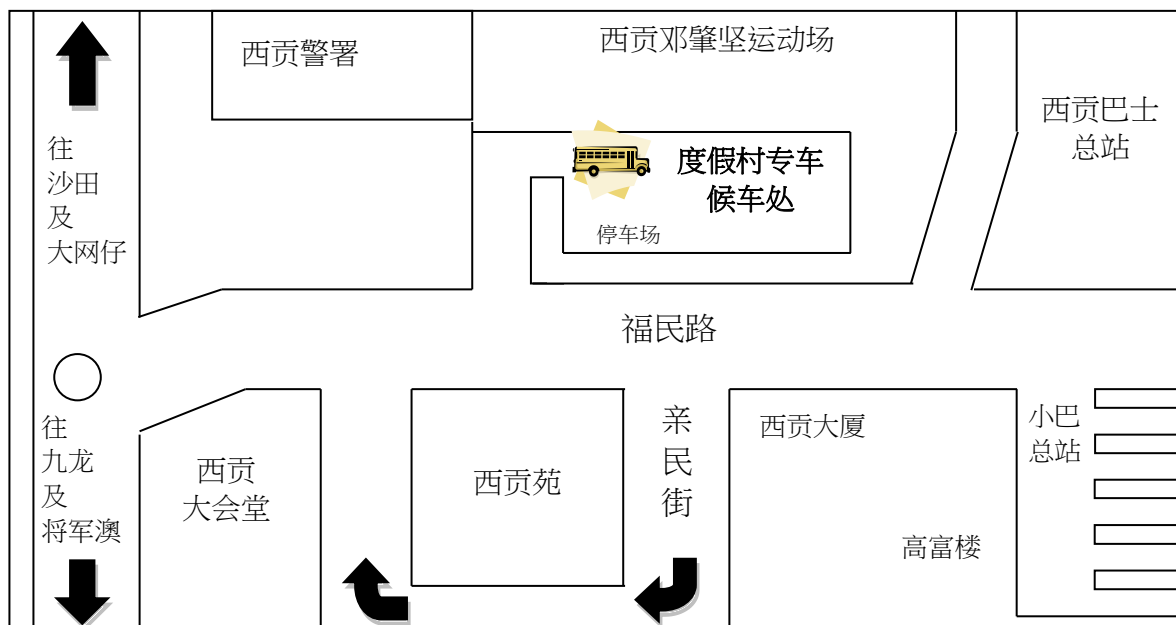 西贡警署
西贡邓肇坚运动场
西贡巴士
总站
往
沙田
及
大网仔
度假村专车
候车处
停车场
福民路
往
九龙
及
将军澳
西贡
大会堂
西贡苑
亲
民
街
西贡大厦
高富楼
小巴
总站